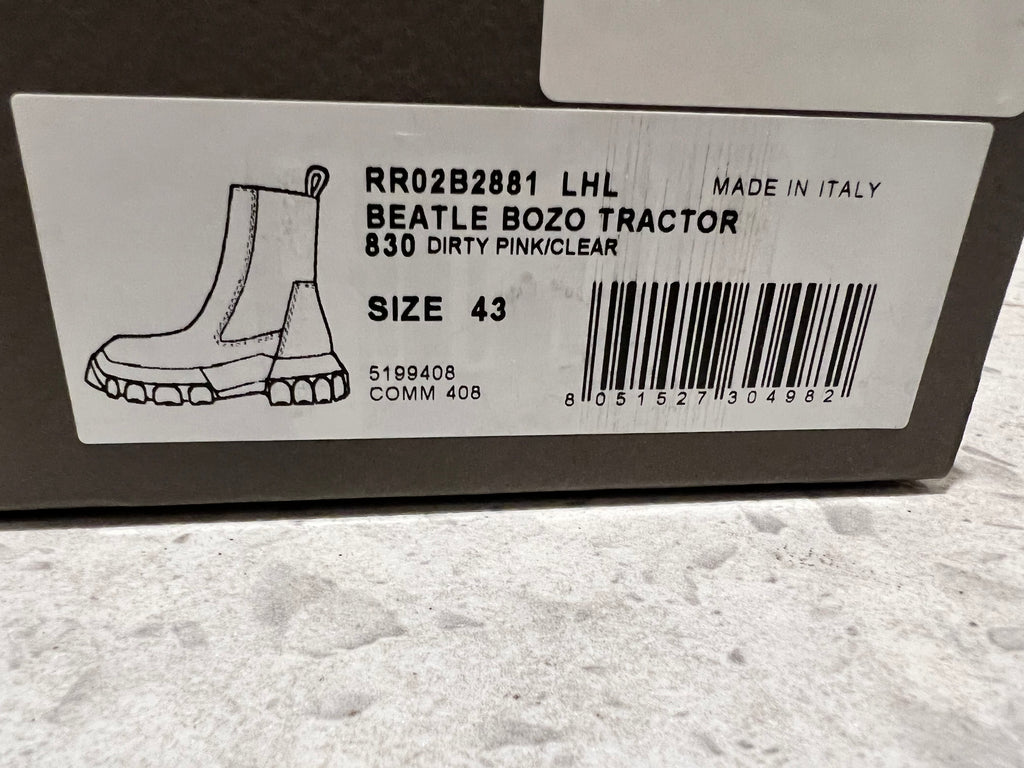 RR02B2881 LHL MADE IN ITALY
BEATLE BOZO TRACTOR
830 DIRTY PINK/CLEAR
SIZE 43
5199408
COMM 408
8 051527 304982